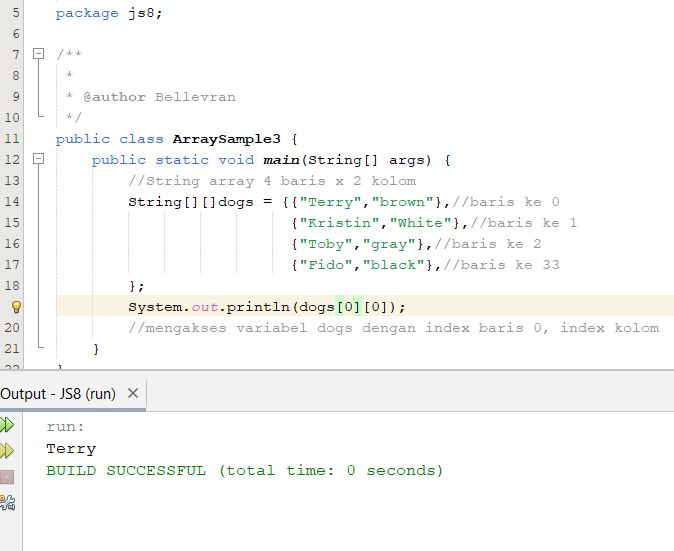 5 package js8;
6
7 /**
8 *
9 * @author Bellevran
10 */
11 public class ArraySample3 {
12 public static void main(String[] args) {
13 //String array 4 baris x 2 kolom
14 String[][]dogs = {{"Terry","brown"},//baris ke 0
15 {"Kristin","White"},//baris ke 1
16 {"Toby","gray"},//baris ke 2
17 {"Fido","black"},//baris ke 33
18 };
System.out.println(dogs[0][0]);
20 //mengakses variabel dogs dengan index baris 0, index kolom
21 }
Output - JS8 (run) ×
run:
Terry
BUILD SUCCESSFUL (total time: 0 seconds)